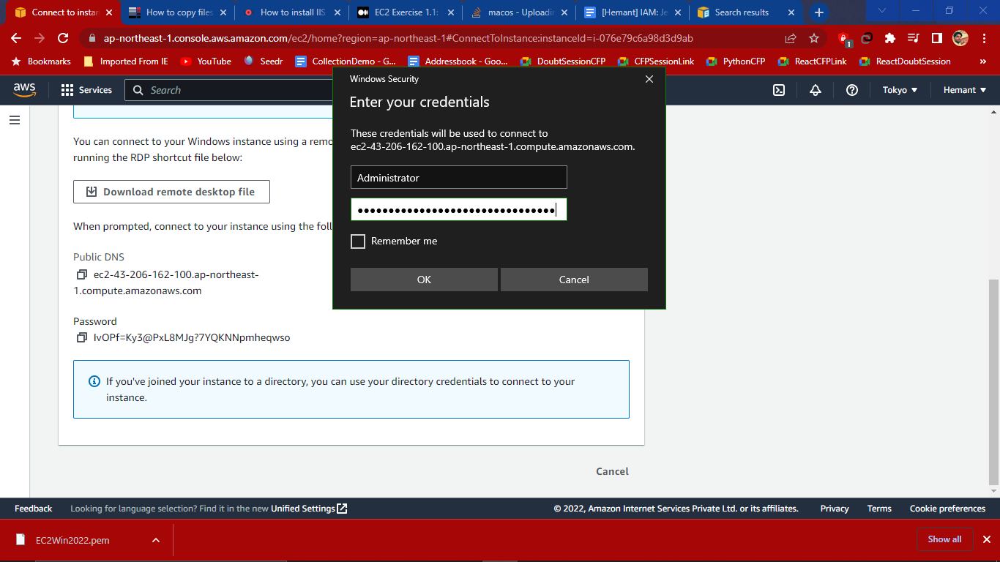 Connect to instan
How to copy files
How to install IIS
EC2 Exercise 1.1:
macos - Uploadin
[Hemant] IAM: Je
Search results
ap-northeast-1.console.aws.amazon.com/ec2/home?region=ap-northeast-1#ConnectToInstance:instanceId=i-076e79c6a98d3d9ab
1
Bookmarks
Imported From IE
YouTube
Seedr
CollectionDemo - G...
Addressbook - Goo...
DoubtSessionCFP
CFPSessionLink
PythonCFP
ReactCFPLink
ReactDoubtSession
»
aws
Services
Search
Tokyo
Hemant
Windows Security
Enter your credentials
These credentials will be used to connect to
ec2-43-206-162-100.ap-northeast-1.compute.amazonaws.com.
Administrator
Remember me
OK
Cancel
You can connect to your Windows instance using a remo
running the RDP shortcut file below:
Download remote desktop file
When prompted, connect to your instance using the foll
Public DNS
ec2-43-206-162-100.ap-northeast-
1.compute.amazonaws.com
Password
IvOPf=Ky3@PxL8MJg?7YQKNNpmheqwso
If you've joined your instance to a directory, you can use your directory credentials to connect to your
instance.
Cancel
Feedback
Looking for language selection? Find it in the new Unified Settings
© 2022, Amazon Internet Services Private Ltd. or its affiliates.
Privacy
Terms
Cookie preferences
EC2Win2022.pem
Show all